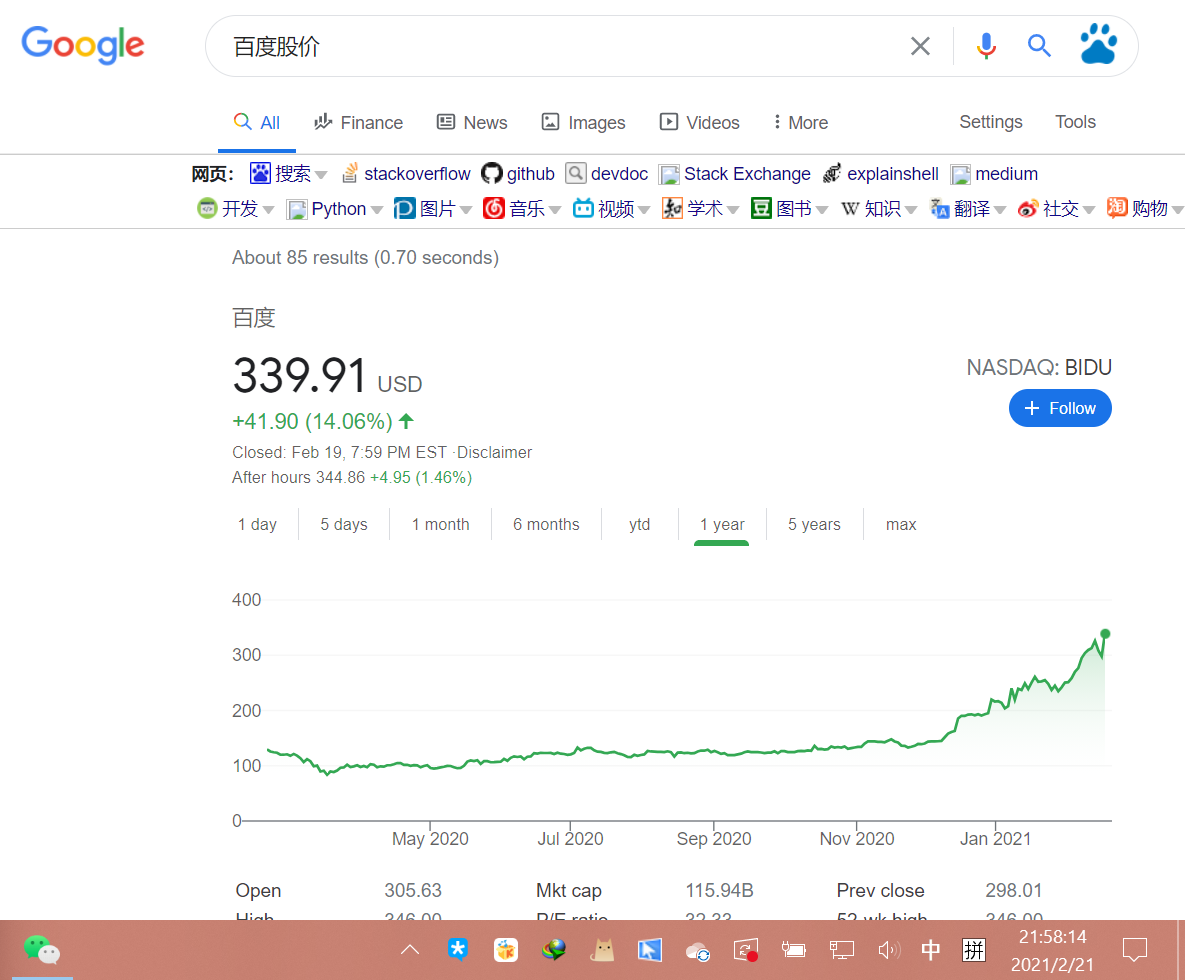 Google
百度股价
All Finance News Images Videos More Settings Tools
网页： 搜索 stackoverflow github devdoc Stack Exchange explainshell medium
开发 Python 图片 音乐 视频 学术 图书 知识 翻译 社交 购物
About 85 results (0.70 seconds)
百度
339.91 USD
NASDAQ: BIDU
+41.90 (14.06%)
Follow
Closed: Feb 19, 7:59 PM EST ·Disclaimer
After hours 344.86 +4.95 (1.46%)
1 day 5 days 1 month 6 months ytd 1 year 5 years max
400
300
200
100
0
May 2020 Jul 2020 Sep 2020 Nov 2020 Jan 2021
Open 305.63 Mkt cap 115.94B Prev close 298.01
High 346.00 P/E ratio 32.33 52-wk high 346.00
中 拼 21:58:14
2021/2/21